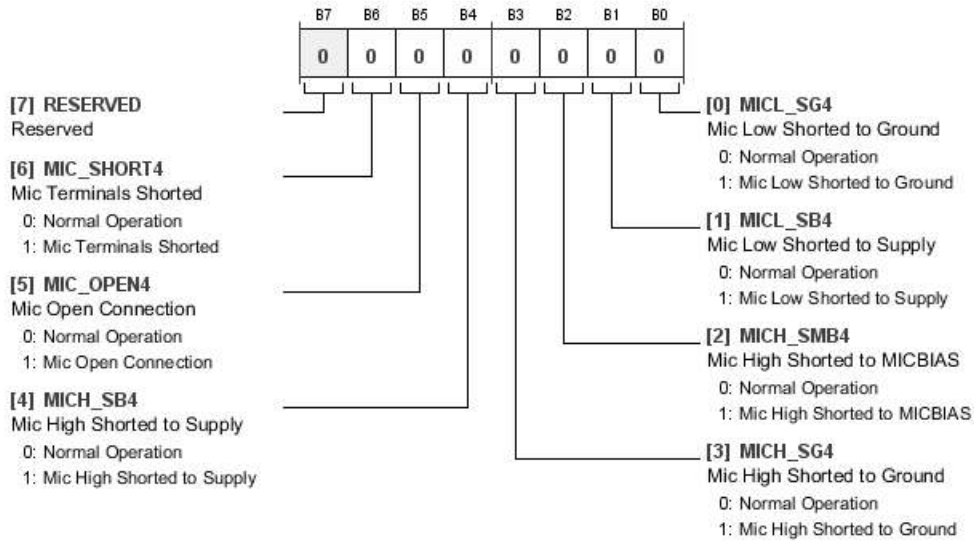 B7 B6 B5 B4 B3 B2 B1 B0
0 0 0 0 0 0 0 0
[7] RESERVED
Reserved
[6] MIC_SHORT4
Mic Terminals Shorted
0: Normal Operation
1: Mic Terminals Shorted
[5] MIC_OPEN4
Mic Open Connection
0: Normal Operation
1: Mic Open Connection
[4] MICH_SB4
Mic High Shorted to Supply
0: Normal Operation
1: Mic High Shorted to Supply
[0] MICL_SG4
Mic Low Shorted to Ground
0: Normal Operation
1: Mic Low Shorted to Ground
[1] MICL_SB4
Mic Low Shorted to Supply
0: Normal Operation
1: Mic Low Shorted to Supply
[2] MICH_SMB4
Mic High Shorted to MICBIAS
0: Normal Operation
1: Mic High Shorted to MICBIAS
[3] MICH_SG4
Mic High Shorted to Ground
0: Normal Operation
1: Mic High Shorted to Ground